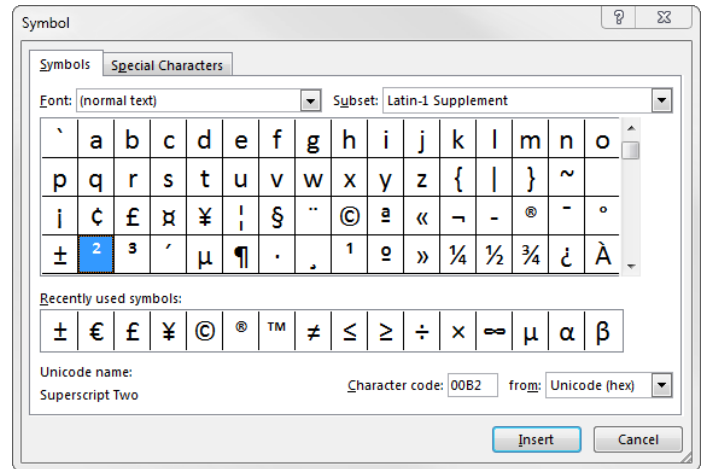 Symbol
Symbols Special Characters
Font: (normal text) Subset: Latin-1 Supplement
` a b c d e f g h i j k l m n o
p q r s t u v w x y z { | } ~
¡ ¢ £ ¤ ¥ ¦ § ¨ © ª « ¬ - ® ¯ °
± ² ³ ´ µ ¶ · ¸ ¹ º » ¼ ½ ¾ ¿ À
Recently used symbols:
± € £ ¥ © ® ™ ≠ ≤ ≥ ÷ × ∞ µ α β
Unicode name:
Superscript Two
Character code: 00B2 from: Unicode (hex)
Insert Cancel